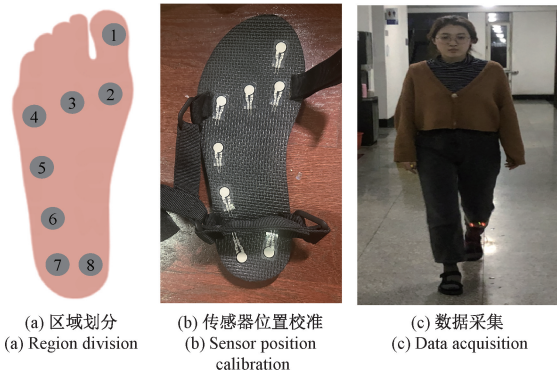 1
2
3
4
5
6
7
8
(a) 区域划分
(a) Region division
(b) 传感器位置校准
(b) Sensor position
calibration
(c) 数据采集
(c) Data acquisition